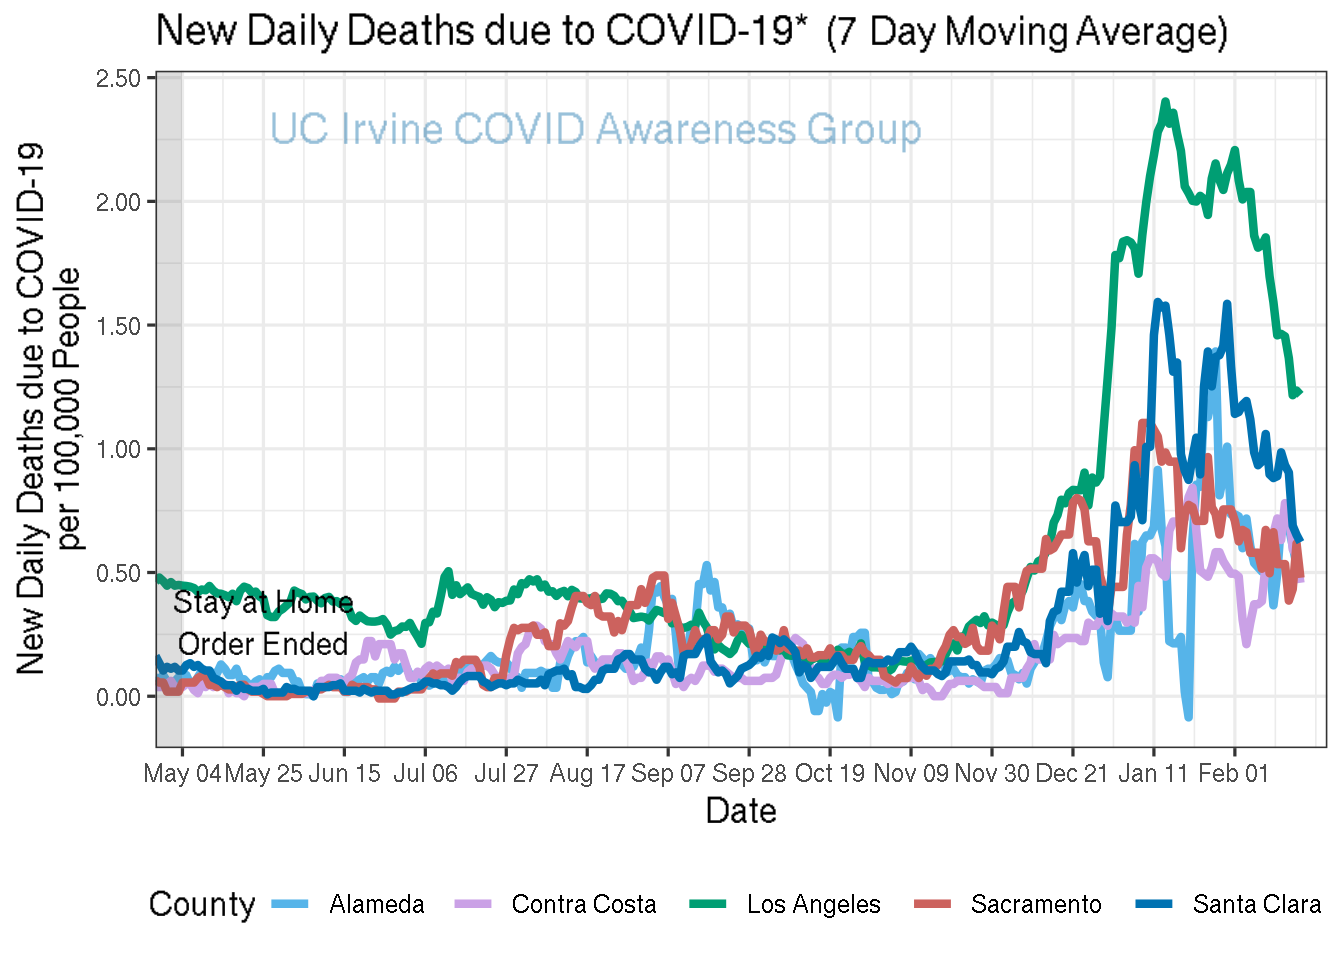 New Daily Deaths due to COVID-19* (7 Day Moving Average)
UC Irvine COVID Awareness Group
New Daily Deaths due to COVID-19
per 100,000 People
2.50
2.00
1.50
1.00
0.50
0.00
Stay at Home
Order Ended
May 04 May 25 Jun 15 Jul 06 Jul 27 Aug 17 Sep 07 Sep 28 Oct 19 Nov 09 Nov 30 Dec 21 Jan 11 Feb 01
Date
County Alameda Contra Costa Los Angeles Sacramento Santa Clara